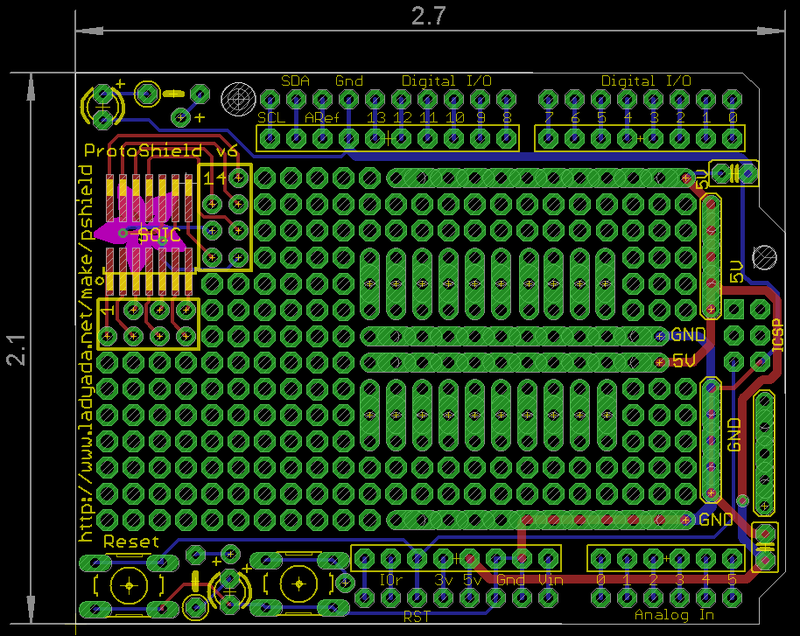 2.7
SDA Gnd Digital I/O Digital I/O
SCL ARef 13 12 11 10 9 8 7 6 5 4 3 2 1 0
ProtoShield v6
14
5V
SOIC
5V
1
GND
ICSP
5V
2.1
http://www.ladyada.net/make/pshield
GND
GND
Reset
IOr 3v 5v Gnd Vin 0 1 2 3 4 5
RST Analog In